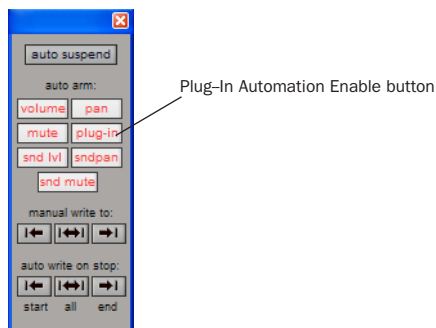 auto suspend
Plug–In Automation Enable button
auto arm:
volume pan
mute plug-in
snd lvl sndpan
snd mute
manual write to:
auto write on stop:
start all end